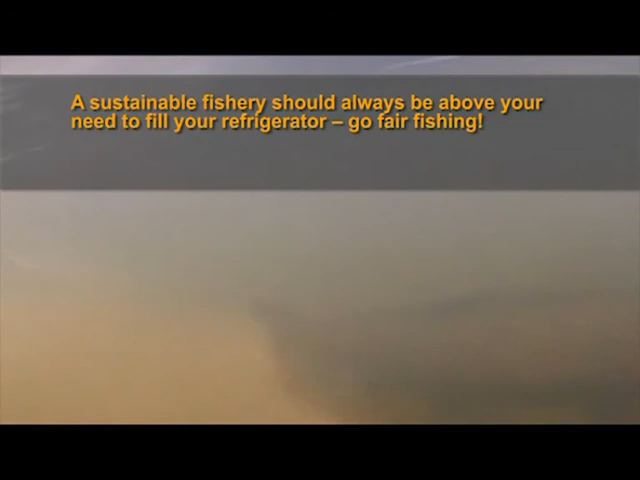 A sustainable fishery should always be above your
need to fill your refrigerator – go fair fishing!